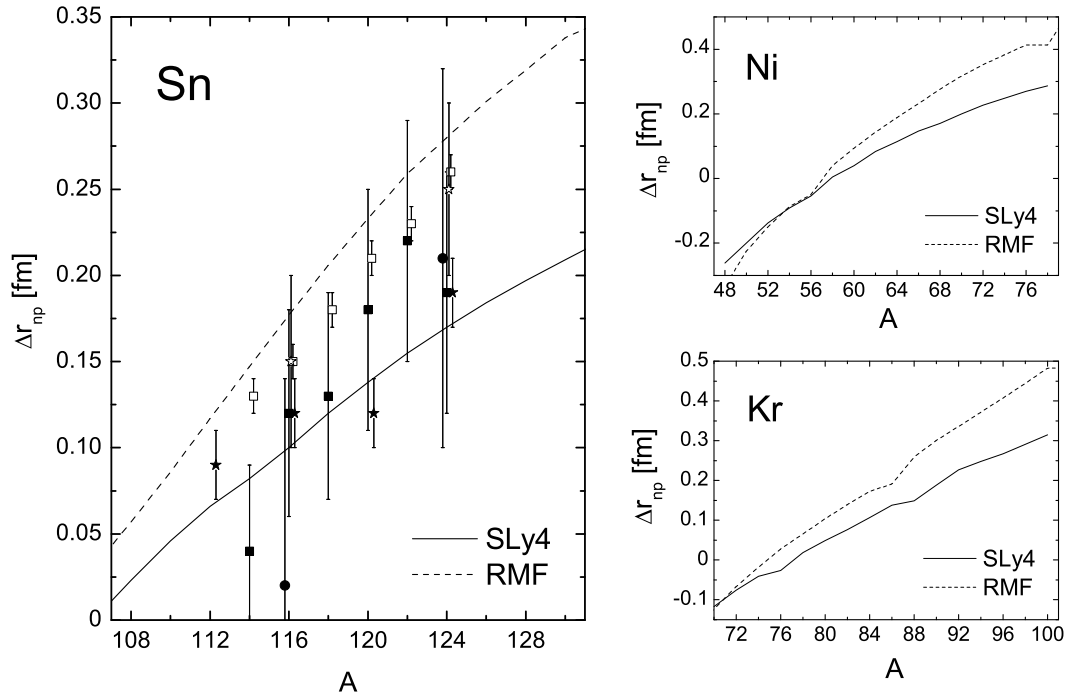 0.35
0.30
0.25
0.20
0.15
0.10
0.05
0
Δr_np [fm]
Sn
SLy4
RMF
108 112 116 120 124 128
A
0.4
0.2
0
-0.2
Δr_np [fm]
Ni
SLy4
RMF
48 52 56 60 64 68 72 76
A
0.5
0.4
0.3
0.2
0.1
0
-0.1
Δr_np [fm]
Kr
SLy4
RMF
72 76 80 84 88 92 96 100
A